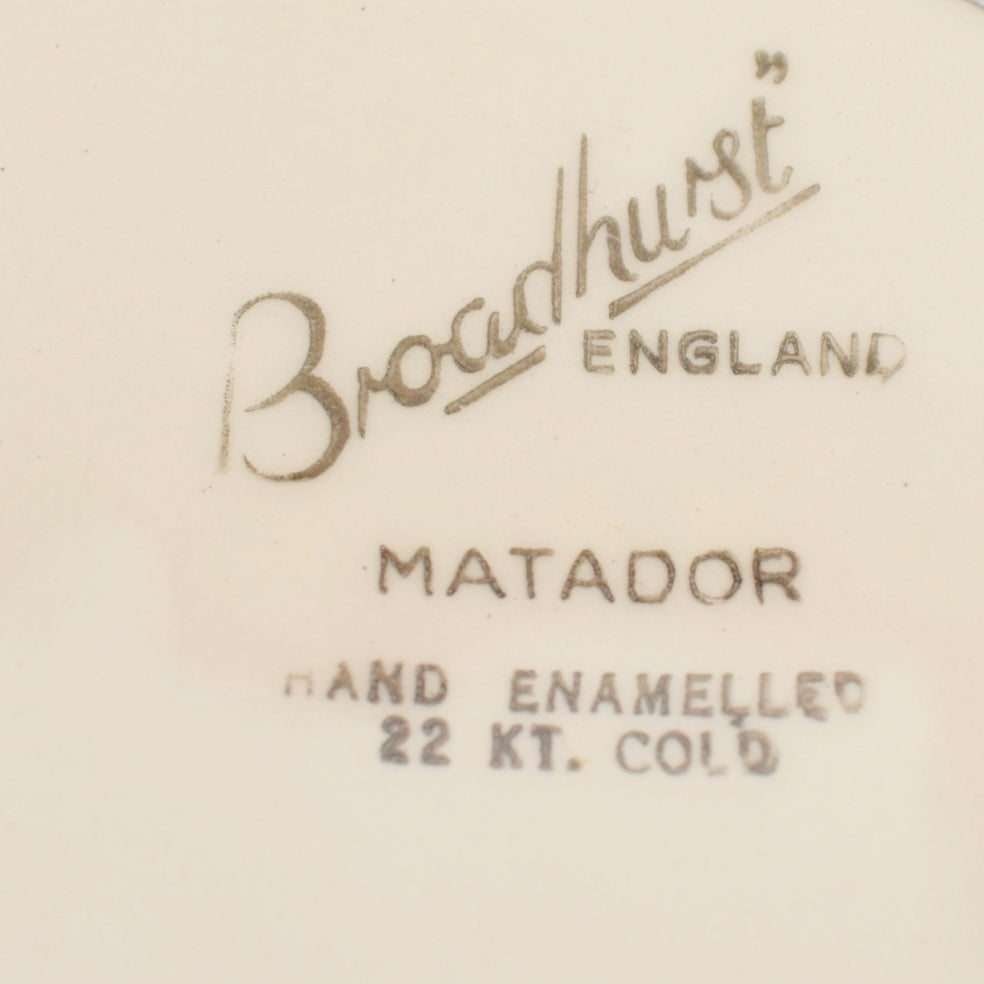 Broadhurst"
ENGLAND
MATADOR
HAND ENAMELLED
22 KT. GOLD